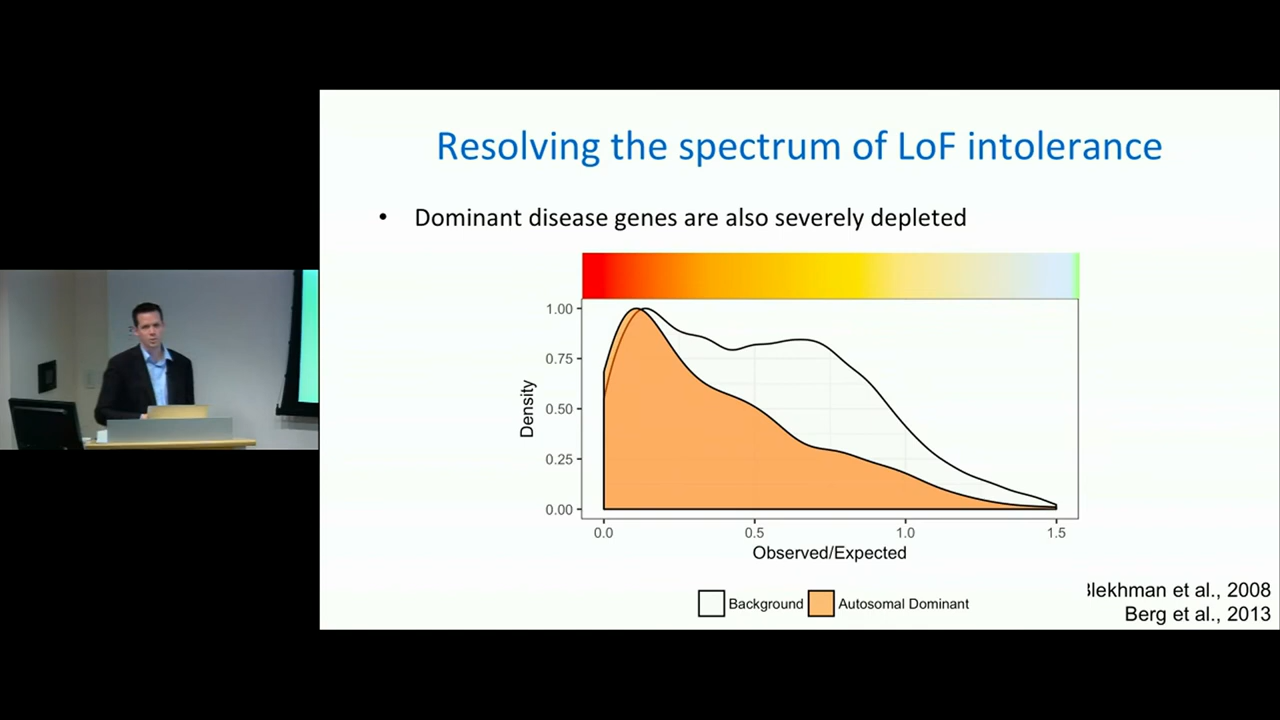 Resolving the spectrum of LoF intolerance
• Dominant disease genes are also severely depleted
1.00
0.75
0.50
0.25
0.00
Density
0.0 0.5 1.0 1.5
Observed/Expected
Background Autosomal Dominant
lekhman et al., 2008
Berg et al., 2013